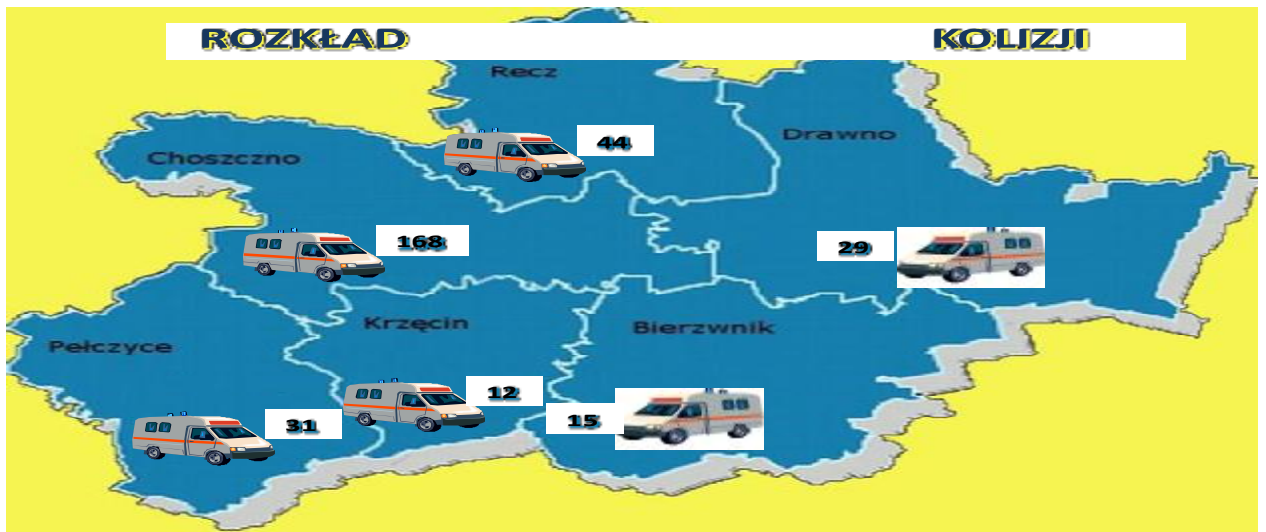 ROZKŁAD KOLIZJI
Recz
44
Drawno
Choszczno
168
29
Krzęcin
Bierzwnik
Pełczyce
12
15
31